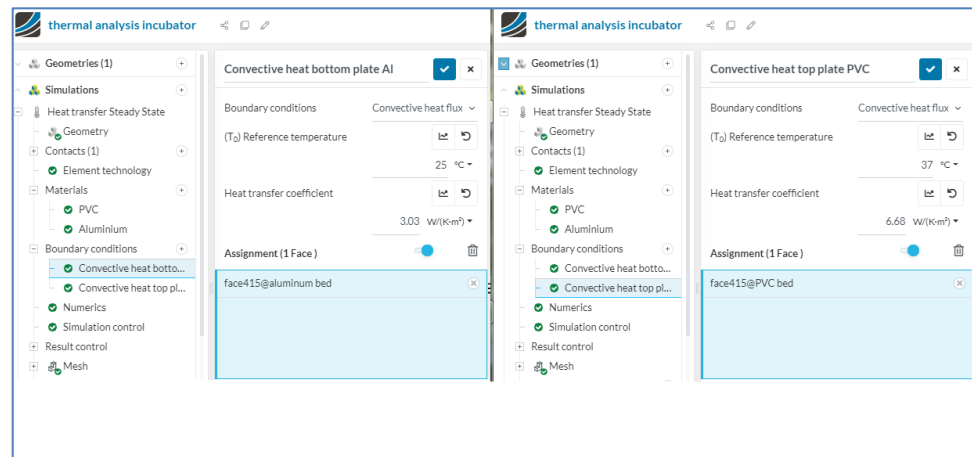 thermal analysis incubator
Geometries (1)
Simulations
Heat transfer Steady State
Geometry
Contacts (1)
Element technology
Materials
PVC
Aluminium
Boundary conditions
Convective heat botto...
Convective heat top pl...
Numerics
Simulation control
Result control
Mesh
Convective heat bottom plate Al
Boundary conditions Convective heat flux
(T₀) Reference temperature
25 °C
Heat transfer coefficient
3.03 W/(K·m²)
Assignment (1 Face )
face415@aluminum bed
thermal analysis incubator
Geometries (1)
Simulations
Heat transfer Steady State
Geometry
Contacts (1)
Element technology
Materials
PVC
Aluminium
Boundary conditions
Convective heat botto...
Convective heat top pl...
Numerics
Simulation control
Result control
Mesh
Convective heat top plate PVC
Boundary conditions Convective heat flux
(T₀) Reference temperature
37 °C
Heat transfer coefficient
6.68 W/(K·m²)
Assignment (1 Face )
face415@PVC bed